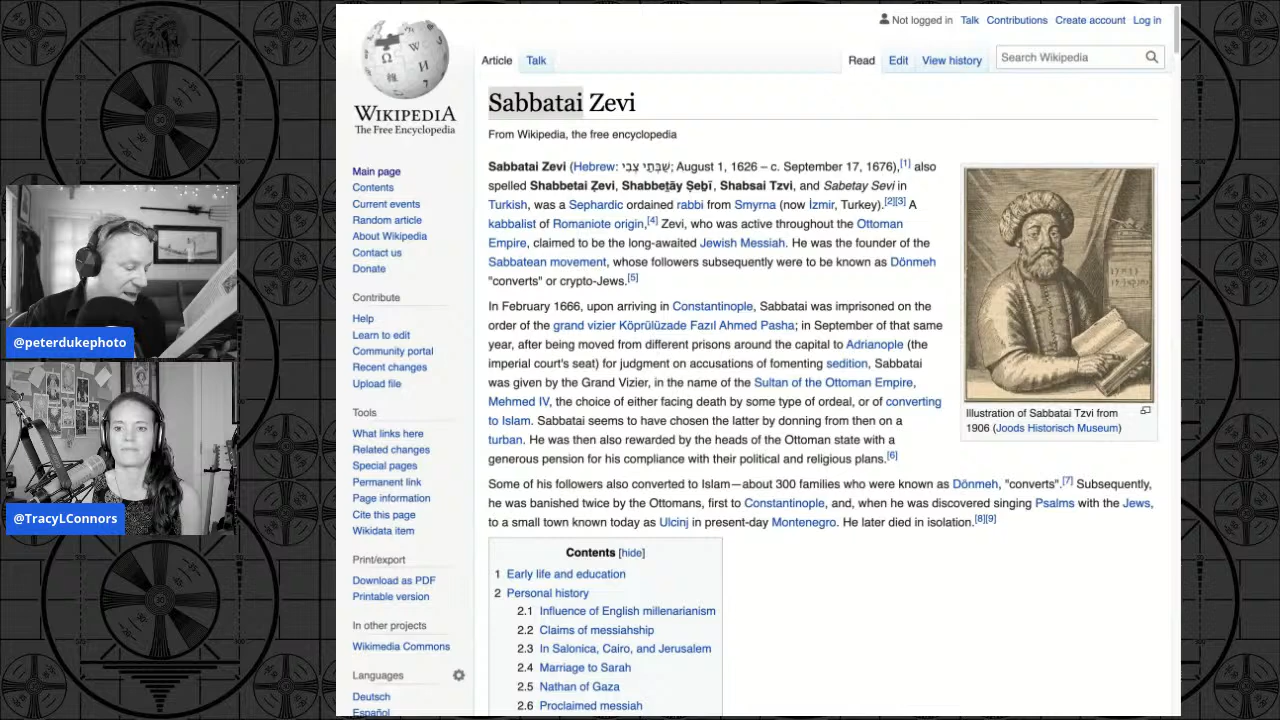 @peterdukephoto
@TracyLConnors
WIKIPEDIA
The Free Encyclopedia
Main page
Contents
Current events
Random article
About Wikipedia
Contact us
Donate
Contribute
Help
Learn to edit
Community portal
Recent changes
Upload file
Tools
What links here
Related changes
Special pages
Permanent link
Page information
Cite this page
Wikidata item
Print/export
Download as PDF
Printable version
In other projects
Wikimedia Commons
Languages
Deutsch
Español
Not logged in Talk Contributions Create account Log in
Article Talk Read Edit View history Search Wikipedia
Sabbatai Zevi
From Wikipedia, the free encyclopedia
Sabbatai Zevi (Hebrew: שַׁבְּתַי צְבִי; August 1, 1626 – c. September 17, 1676),[1] also
spelled Shabbetai Ẓevi, Shabbeṯāy Ṣeḇī, Shabsai Tzvi, and Sabetay Sevi in
Turkish, was a Sephardic ordained rabbi from Smyrna (now İzmir, Turkey).[2][3] A
kabbalist of Romaniote origin,[4] Zevi, who was active throughout the Ottoman
Empire, claimed to be the long-awaited Jewish Messiah. He was the founder of the
Sabbatean movement, whose followers subsequently were to be known as Dönmeh
"converts" or crypto-Jews.[5]
In February 1666, upon arriving in Constantinople, Sabbatai was imprisoned on the
order of the grand vizier Köprülüzade Fazıl Ahmed Pasha; in September of that same
year, after being moved from different prisons around the capital to Adrianople (the
imperial court's seat) for judgment on accusations of fomenting sedition, Sabbatai
was given by the Grand Vizier, in the name of the Sultan of the Ottoman Empire,
Mehmed IV, the choice of either facing death by some type of ordeal, or of converting
to Islam. Sabbatai seems to have chosen the latter by donning from then on a
turban. He was then also rewarded by the heads of the Ottoman state with a
generous pension for his compliance with their political and religious plans.[6]
Illustration of Sabbatai Tzvi from
1906 (Joods Historisch Museum)
Some of his followers also converted to Islam—about 300 families who were known as Dönmeh, "converts".[7] Subsequently,
he was banished twice by the Ottomans, first to Constantinople, and, when he was discovered singing Psalms with the Jews,
to a small town known today as Ulcinj in present-day Montenegro. He later died in isolation.[8][9]
Contents [hide]
1 Early life and education
2 Personal history
2.1 Influence of English millenarianism
2.2 Claims of messiahship
2.3 In Salonica, Cairo, and Jerusalem
2.4 Marriage to Sarah
2.5 Nathan of Gaza
2.6 Proclaimed messiah